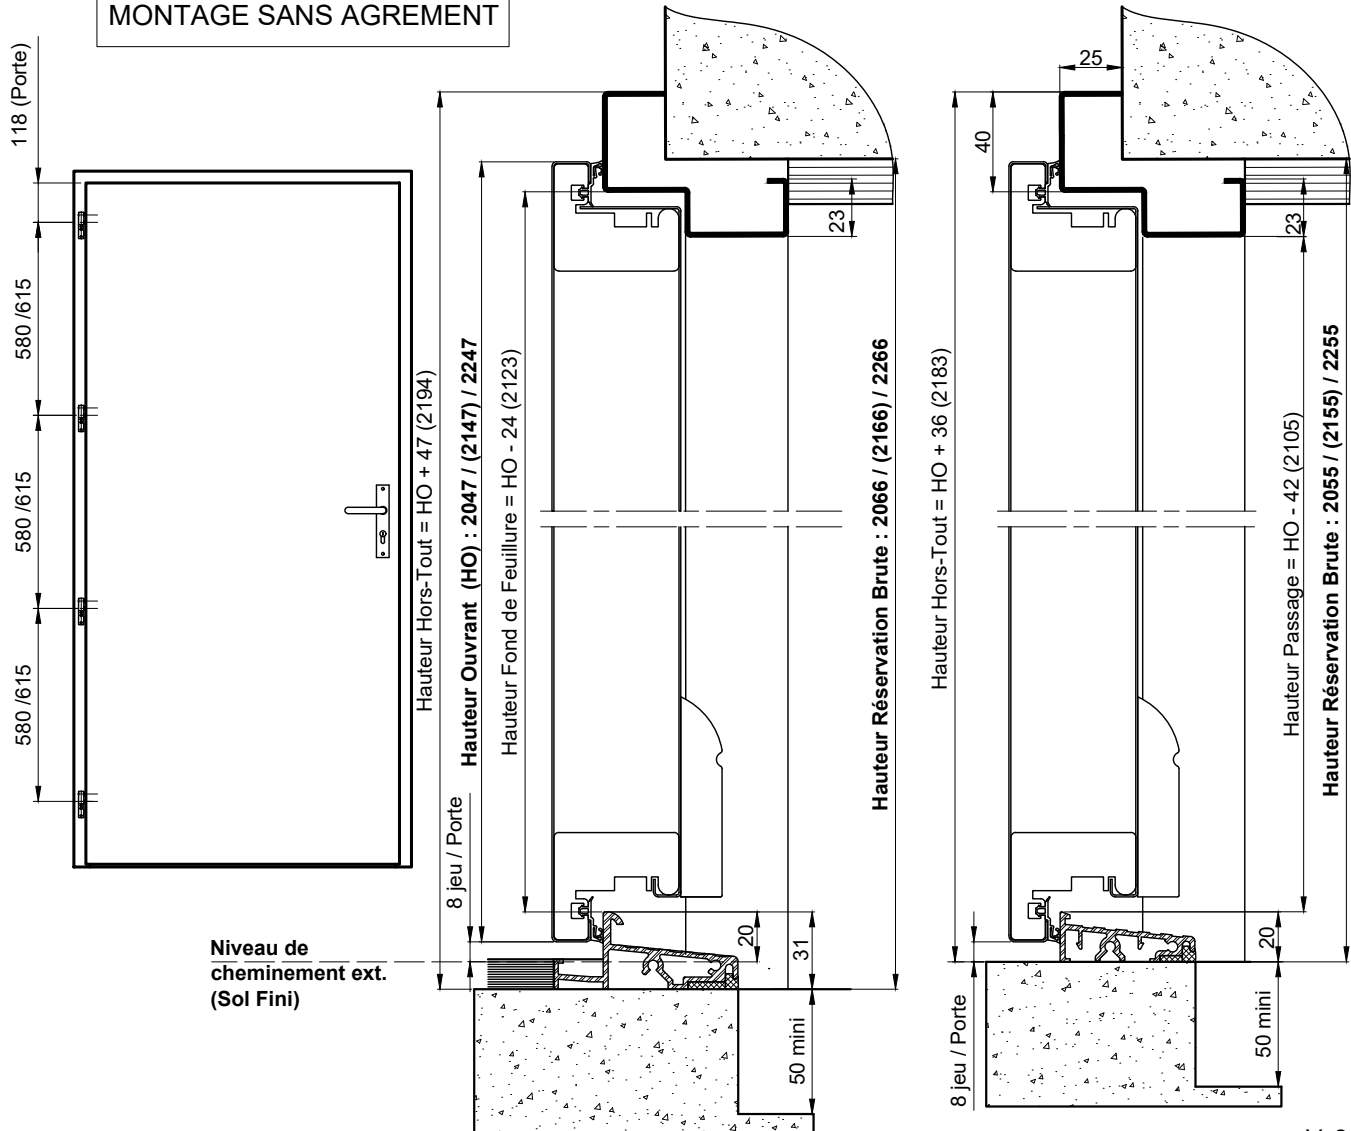 MONTAGE SANS AGREMENT
118 (Porte)
580 /615
580 /615
580 /615
Hauteur Hors-Tout = HO + 47 (2194)
Hauteur Ouvrant (HO) : 2047 / (2147) / 2247
Hauteur Fond de Feuillure = HO - 24 (2123)
8 jeu / Porte
Niveau de
cheminement ext.
(Sol Fini)
23
Hauteur Réservation Brute : 2066 / (2166) / 2266
20
31
50 mini
25
40
23
Hauteur Hors-Tout = HO + 36 (2183)
Hauteur Passage = HO - 42 (2105)
Hauteur Réservation Brute : 2055 / (2155) / 2255
20
8 jeu / Porte
50 mini